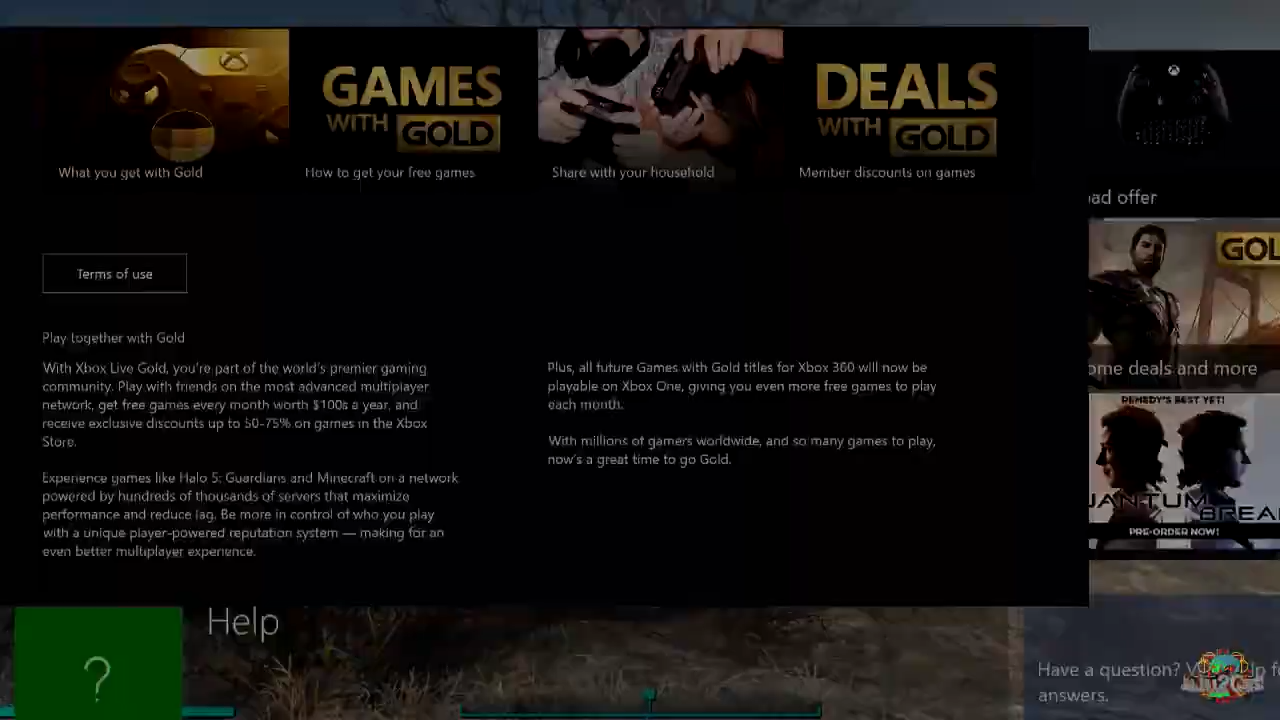 GAMES
WITH GOLD
DEALS
WITH GOLD
What you get with Gold
How to get your free games
Share with your household
Member discounts on games
ad offer
GOL
Terms of use
Play together with Gold
With Xbox Live Gold, you're part of the world's premier gaming
community. Play with friends on the most advanced multiplayer
network, get free games every month worth $100s a year, and
receive exclusive discounts up to 50-75% on games in the Xbox
Store.
Experience games like Halo 5: Guardians and Minecraft on a network
powered by hundreds of thousands of servers that maximize
performance and reduce lag. Be more in control of who you play
with a unique player-powered reputation system — making for an
even better multiplayer experience.
Plus, all future Games with Gold titles for Xbox 360 will now be
playable on Xbox One, giving you even more free games to play
each month.
With millions of gamers worldwide, and so many games to play,
now's a great time to go Gold.
ome deals and more
REMEDY'S BEST YET!
UANTUM
BREA
PRE-ORDER NOW!
Help
?
Have a question?
answers.